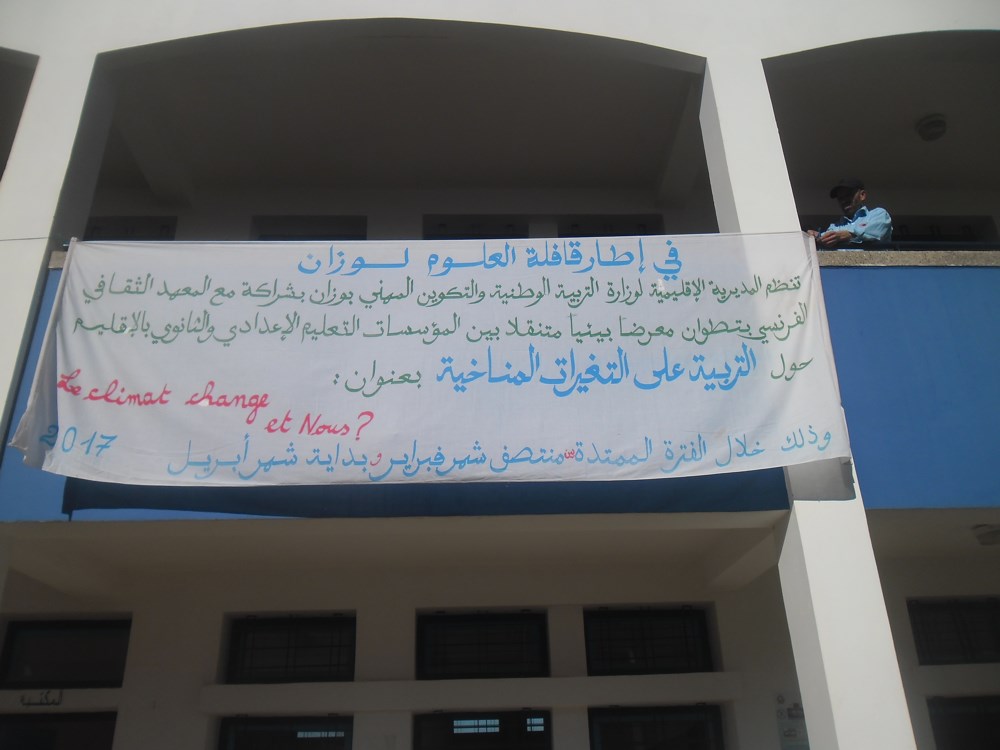 في إطار قافلة العلوم لوزان
تنظم المديرية الإقليمية لوزارة التربية الوطنية والتكوين المهني بوزان بشراكة مع المعهد الثقافي
الفرنسي بتطوان معرضا بيئيا متنقلا بين المؤسسات التعليم الإعدادي والثانوي بالإقليم
حول التربية على التغيرات المناخية بعنوان:
Le climat change
et Nous?
وذلك خلال الفترة الممتدة من منتصف شهر فبراير وبداية شهر أبريل
2017
المكتبة